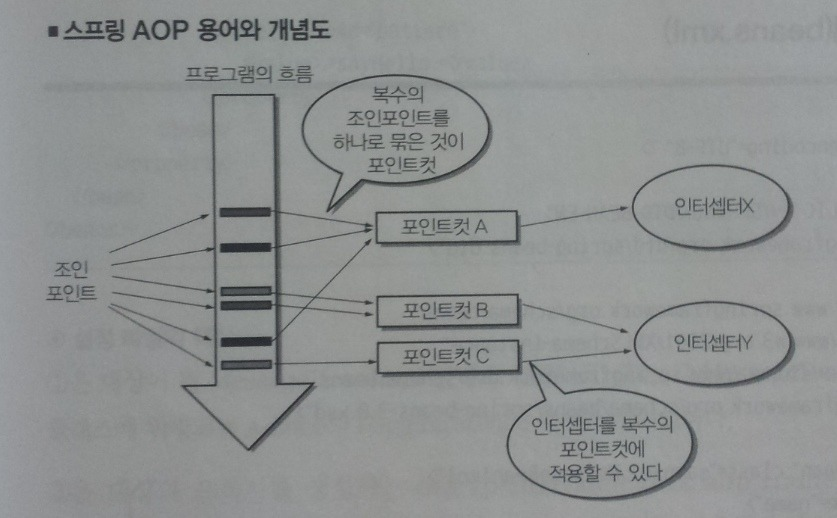 ■ 스프링 AOP 용어와 개념도
프로그램의 흐름
복수의
조인포인트를
하나로 묶은 것이
포인트컷
조인
포인트
포인트컷 A
포인트컷 B
포인트컷 C
인터셉터X
인터셉터Y
인터셉터를 복수의
포인트컷에
적용할 수 있다